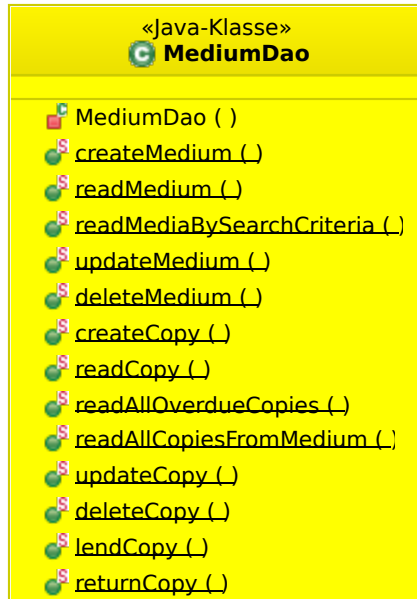 «Java-Klasse»
C MediumDao
C MediumDao ( )
S createMedium ( )
S readMedium ( )
S readMediaBySearchCriteria ( )
S updateMedium ( )
S deleteMedium ( )
S createCopy ( )
S readCopy ( )
S readAllOverdueCopies ( )
S readAllCopiesFromMedium ( )
S updateCopy ( )
S deleteCopy ( )
S lendCopy ( )
S returnCopy ( )